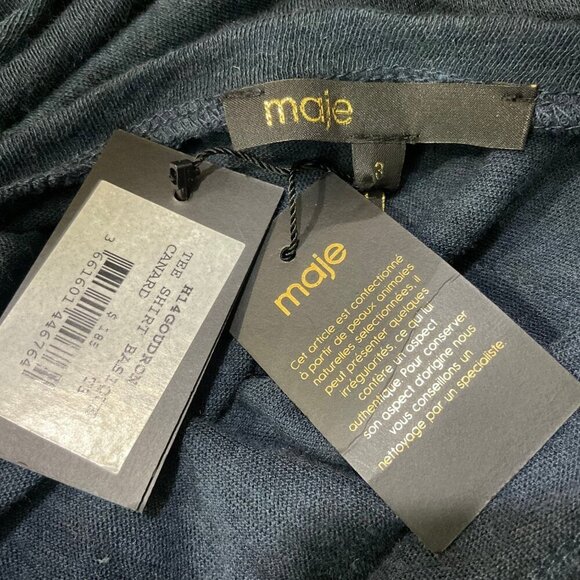 maje
3
maje
Cet article est confectionné
à partir de peaux animales
naturelles sélectionnées, il
peut présenter quelques
irrégularités, ce qui lui
confère un aspect
authentique. Pour conserver
son aspect d'origine nous
vous conseillons un
nettoyage par un spécialiste.
H14GOUDRON
TEE SHIRT BASIQUE
CANARD
3 661601 446764
$ 185